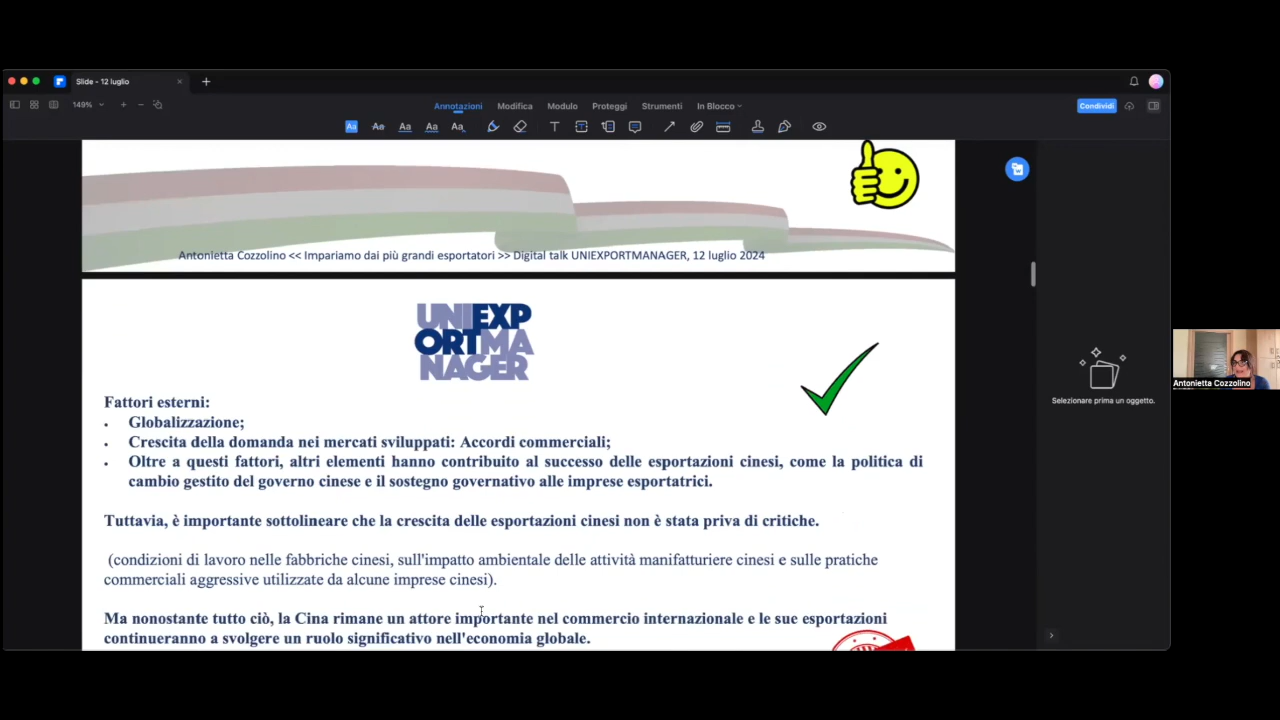 Slide - 12 luglio
149%
Annotazioni Modifica Modulo Proteggi Strumenti In Blocco
Condividi
Antonietta Cozzolino << Impariamo dai più grandi esportatori >> Digital talk UNIEXPORTMANAGER, 12 luglio 2024
UNIEXP
ORTMA
NAGER
Fattori esterni:
• Globalizzazione;
• Crescita della domanda nei mercati sviluppati: Accordi commerciali;
• Oltre a questi fattori, altri elementi hanno contribuito al successo delle esportazioni cinesi, come la politica di
cambio gestito del governo cinese e il sostegno governativo alle imprese esportatrici.
Tuttavia, è importante sottolineare che la crescita delle esportazioni cinesi non è stata priva di critiche.
(condizioni di lavoro nelle fabbriche cinesi, sull'impatto ambientale delle attività manifatturiere cinesi e sulle pratiche
commerciali aggressive utilizzate da alcune imprese cinesi).
Ma nonostante tutto ciò, la Cina rimane un attore importante nel commercio internazionale e le sue esportazioni
continueranno a svolgere un ruolo significativo nell'economia globale.
Selezionare prima un oggetto.
Antonietta Cozzolino